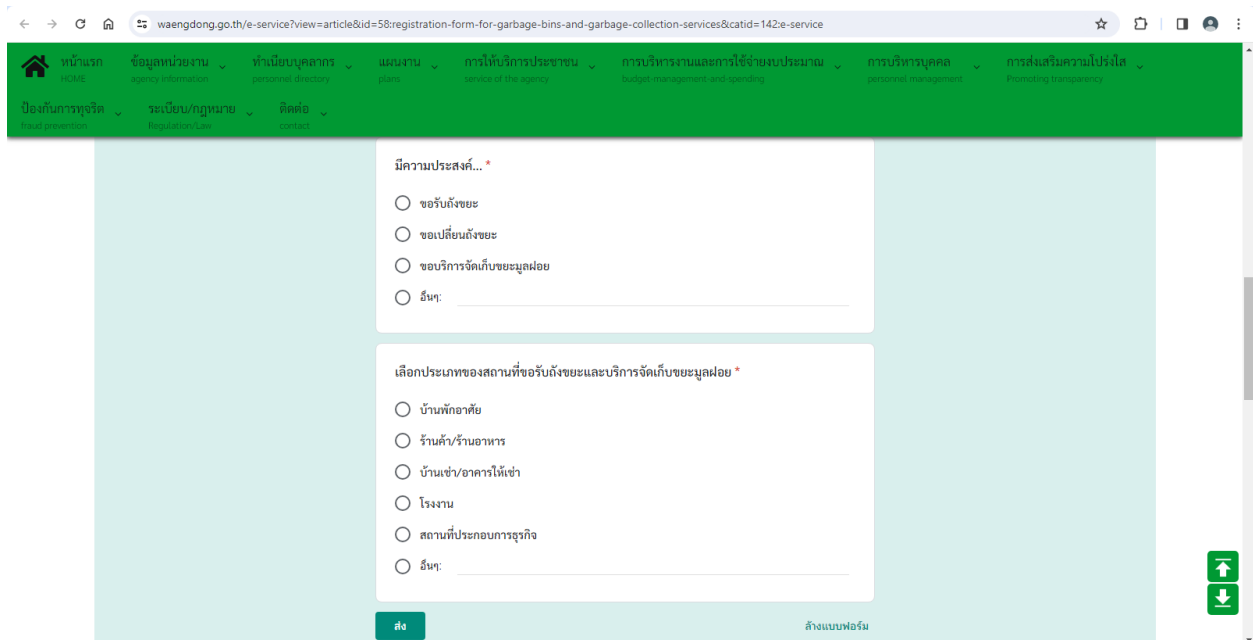 waengdong.go.th/e-service?view=article&id=58:registration-form-for-garbage-bins-and-garbage-collection-services&catid=142:e-service
หน้าแรก ข้อมูลหน่วยงาน ทำเนียบบุคลากร แผนงาน การให้บริการประชาชน การบริหารงานและการใช้จ่ายงบประมาณ การบริหารบุคคล การส่งเสริมความโปร่งใส
HOME agency information personnel directory plans service of the agency budget-management-and-spending personnel management Promoting transparency
ป้องกันการทุจริต ระเบียบ/กฎหมาย ติดต่อ
fraud prevention Regulation/Law contact
มีความประสงค์... *
ขอรับถังขยะ
ขอเปลี่ยนถังขยะ
ขอบริการจัดเก็บขยะมูลฝอย
อื่นๆ:
เลือกประเภทของสถานที่ขอรับถังขยะและบริการจัดเก็บขยะมูลฝอย *
บ้านพักอาศัย
ร้านค้า/ร้านอาหาร
บ้านเช่า/อาคารให้เช่า
โรงงาน
สถานที่ประกอบการธุรกิจ
อื่นๆ:
ส่ง ล้างแบบฟอร์ม